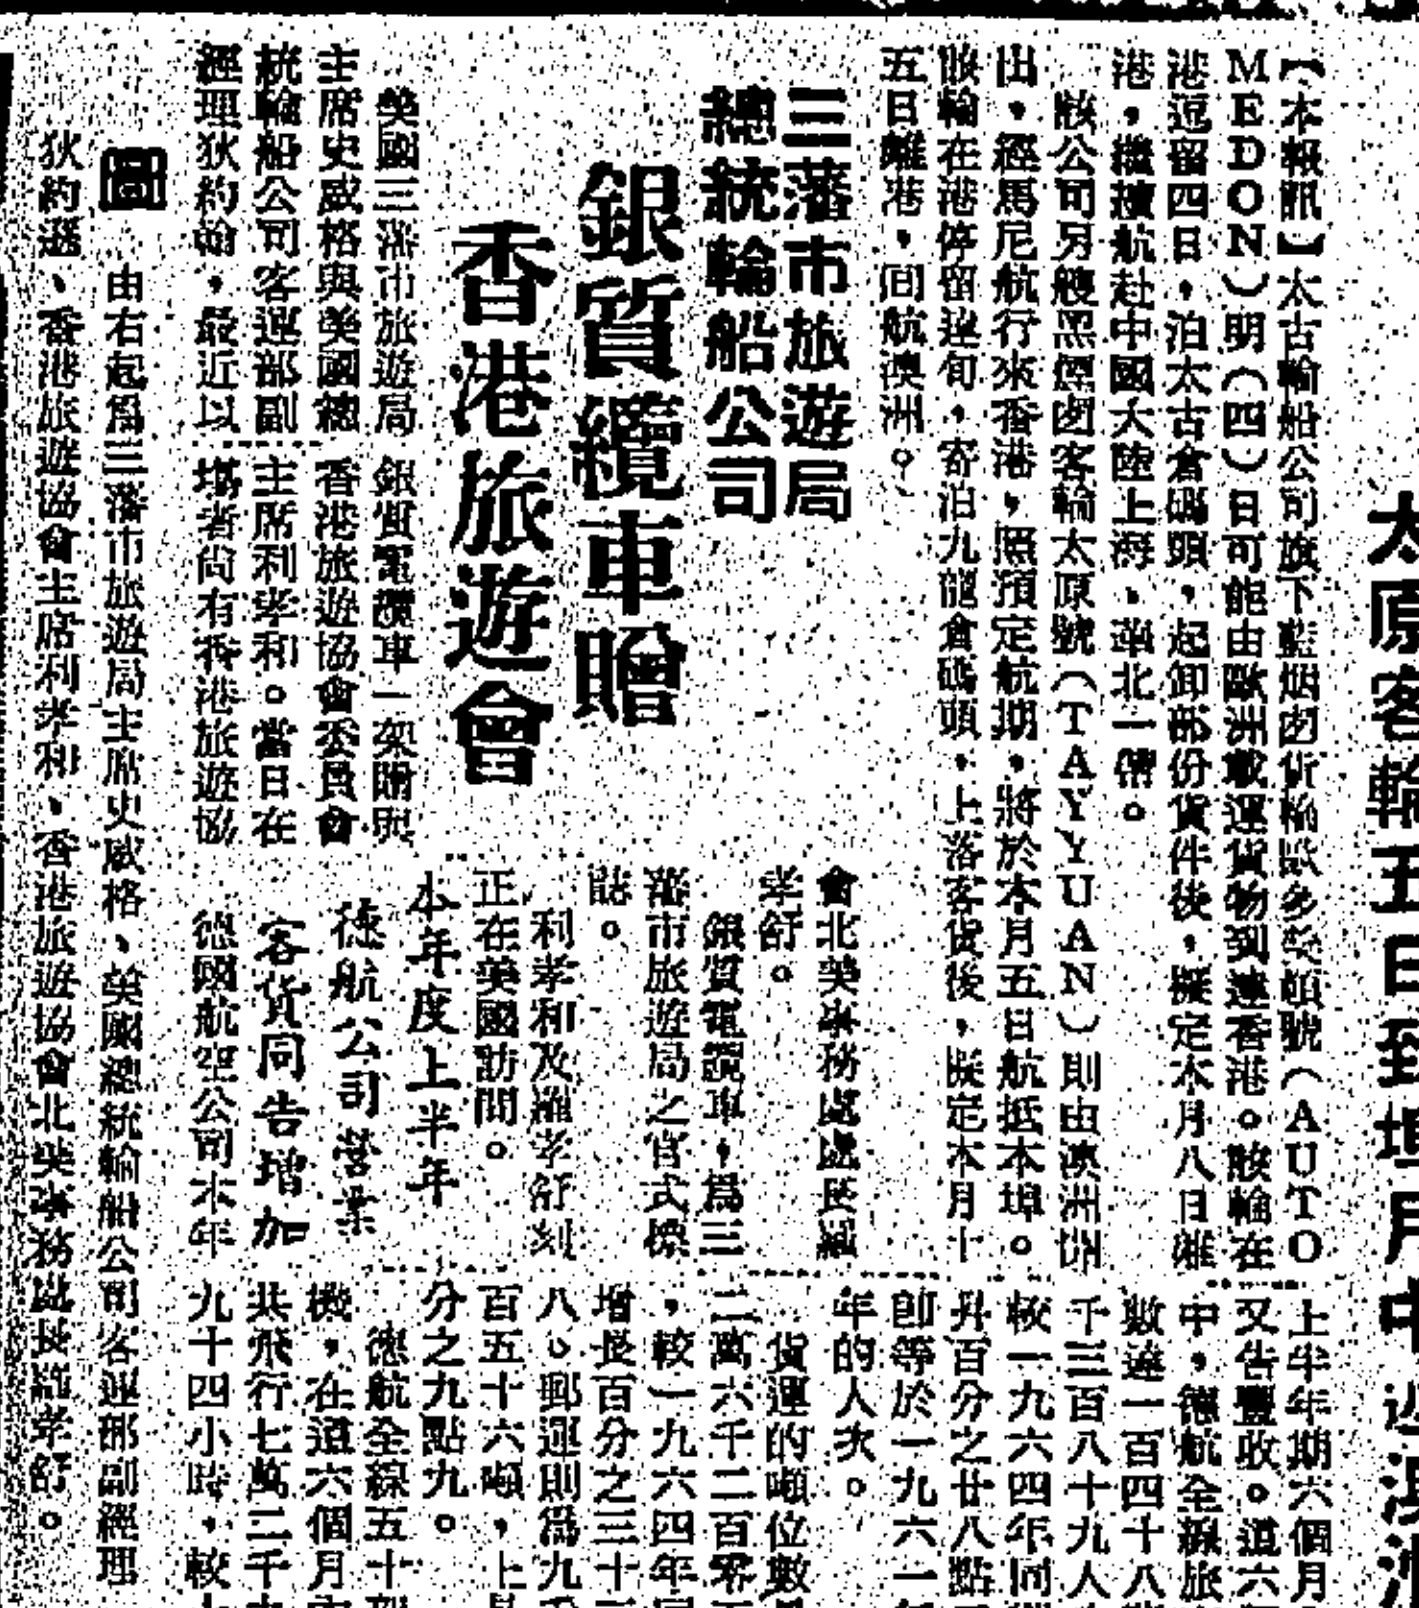 太原客輪五日到埠月中
【本報訊】太古輪船公司旗下藍烟囱貨輪歐多美頓號（AUTO
MEDON）明（四）日可能由歐洲載運貨物到達香港。該輪在
港逗留四日，泊太古倉碼頭，起卸部份貨件後，擬定本月八日離
港，繼續航赴中國大陸上海、華北一帶。
該公司另艘黑煙囱客輪太原號（TAYYUAN）則由澳洲開
出，經馬尼航行來香港，照預定航期，將於本月五日航抵本埠。
該輪在港停留達旬，寄泊九龍倉碼頭，上落客貨後，擬定本月十
五日離港，回航澳洲。
三藩市旅遊局
總統輪船公司
銀質纜車贈
香港旅遊會
美國三藩市旅遊局
主席史威格與美國總
統輪船公司客運部副
經理狄約翰，最近以
銀質電纜車一架贈與
香港旅遊協會委員會
主席利孝和。當日在
塲者尚有香港旅遊協
會北美事務處處長羅
孝舒。
銀質電纜車，爲三
藩市旅遊局之官式標
誌。
利孝和及羅孝舒刻
正在美國訪問。
圖
由右起爲三藩市旅遊局主席史威格、美國總統輪船公司客運部副經理
狄約遜、香港旅遊協會主席利孝和、香港旅遊協會北美事務處長羅孝舒。
本年度上半年
德航公司營業
客貨同告增加
德國航空公司本年
上半年期六個月
又告豐收。這六
中，德航全線旅
數達一百四十八
千三百八十九人
較一九六四年同
升百分之廿八點
創等於一九六一
年的人次。
貨運的噸位數
二萬六千二百零
，較一九六四年
增長百分之三十
八。郵運則爲九千
百五十六噸，上
分之九點九。
德航全線五十
機，在這六個月
共飛行七萬二千
九十四小時，較